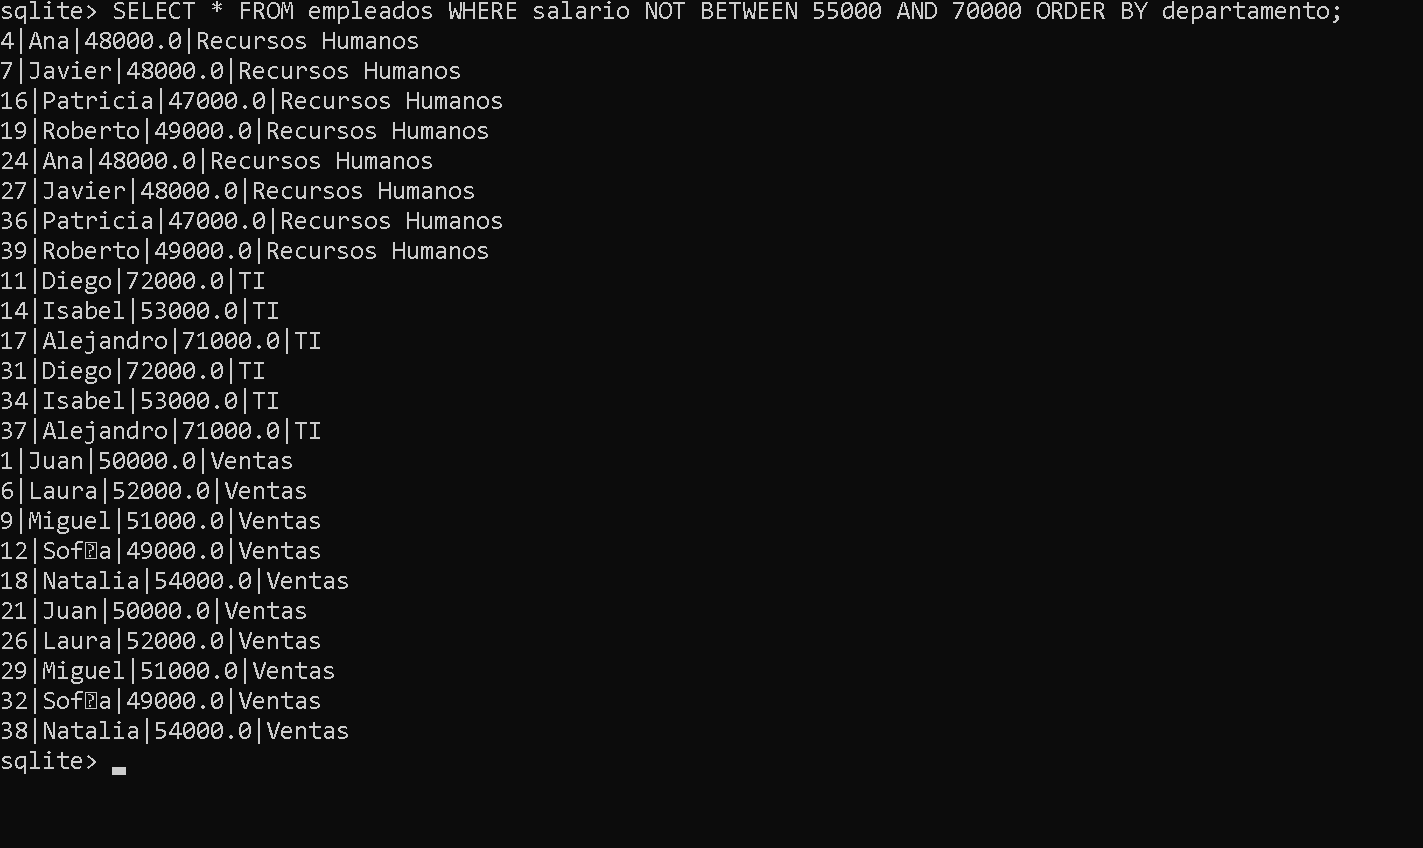 sqlite> SELECT * FROM empleados WHERE salario NOT BETWEEN 55000 AND 70000 ORDER BY departamento;
4|Ana|48000.0|Recursos Humanos
7|Javier|48000.0|Recursos Humanos
16|Patricia|47000.0|Recursos Humanos
19|Roberto|49000.0|Recursos Humanos
24|Ana|48000.0|Recursos Humanos
27|Javier|48000.0|Recursos Humanos
36|Patricia|47000.0|Recursos Humanos
39|Roberto|49000.0|Recursos Humanos
11|Diego|72000.0|TI
14|Isabel|53000.0|TI
17|Alejandro|71000.0|TI
31|Diego|72000.0|TI
34|Isabel|53000.0|TI
37|Alejandro|71000.0|TI
1|Juan|50000.0|Ventas
6|Laura|52000.0|Ventas
9|Miguel|51000.0|Ventas
12|Sof�a|49000.0|Ventas
18|Natalia|54000.0|Ventas
21|Juan|50000.0|Ventas
26|Laura|52000.0|Ventas
29|Miguel|51000.0|Ventas
32|Sof�a|49000.0|Ventas
38|Natalia|54000.0|Ventas
sqlite>